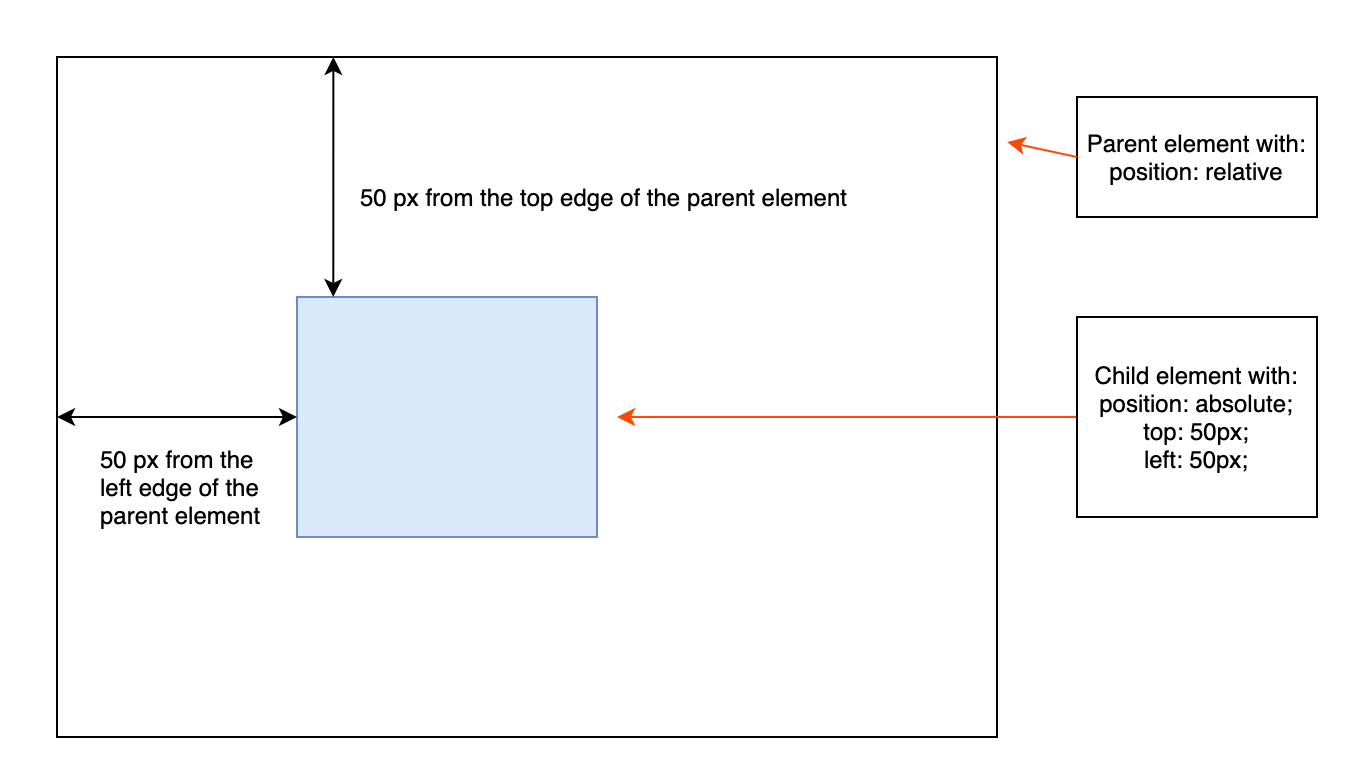 50 px from the top edge of the parent element
Parent element with:
position: relative
Child element with:
position: absolute;
top: 50px;
left: 50px;
50 px from the
left edge of the
parent element